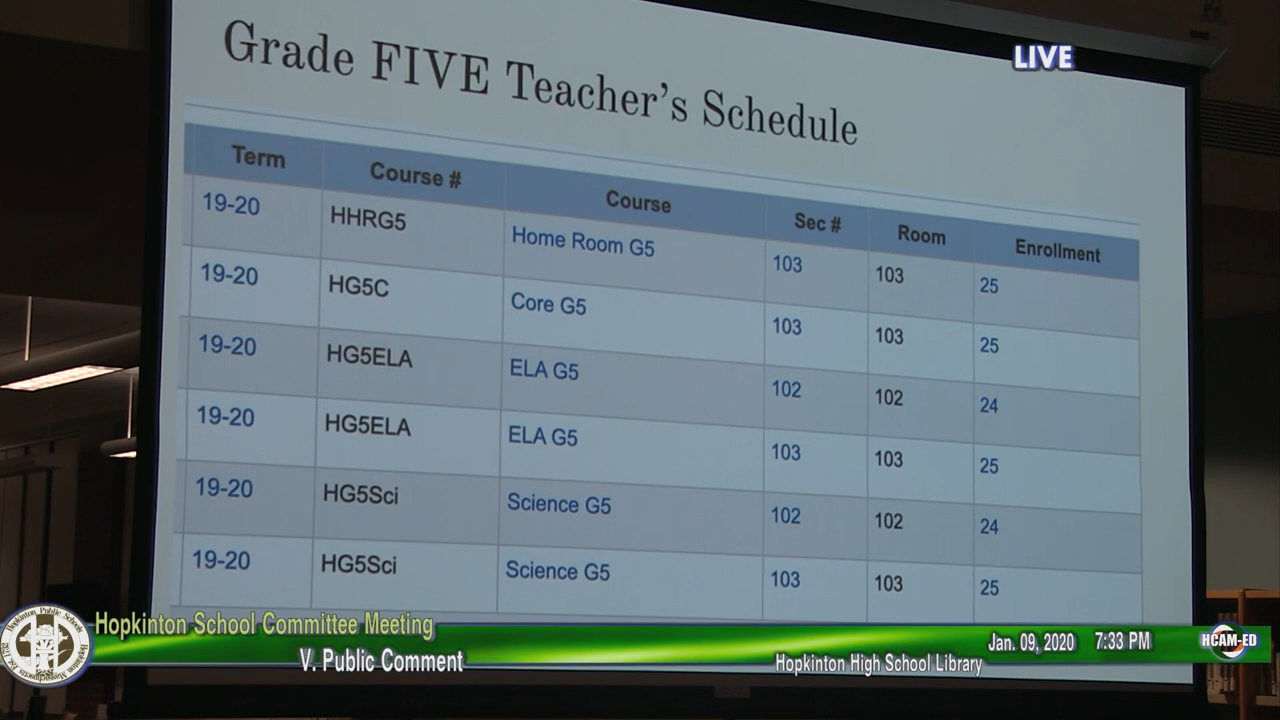 LIVE
Grade FIVE Teacher's Schedule
Term Course # Course Sec # Room Enrollment
19-20 HHRG5 Home Room G5 103 103 25
19-20 HG5C Core G5 103 103 25
19-20 HG5ELA ELA G5 102 102 24
19-20 HG5ELA ELA G5 103 103 25
19-20 HG5Sci Science G5 102 102 24
19-20 HG5Sci Science G5 103 103 25
Hopkinton Public Schools
Hopkinton School Committee Meeting
V. Public Comment
Jan. 09, 2020 7:33 PM
HCAM-ED
Hopkinton High School Library